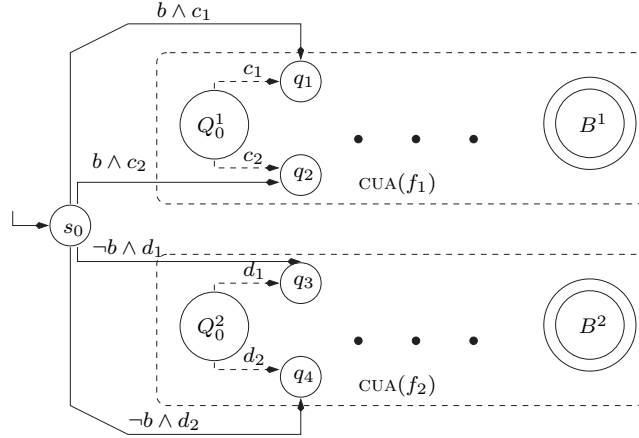 b ∧ c₁
c₁
q₁
Q₀¹
B¹
c₂
b ∧ c₂
q₂
CUA(f₁)
s₀
¬b ∧ d₁
d₁
q₃
Q₀²
B²
d₂
q₄
CUA(f₂)
¬b ∧ d₂